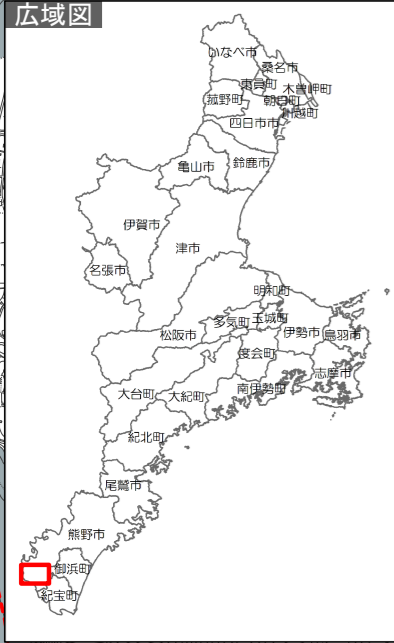 広域図
いなべ市
桑名市
東員町
木曽岬町
菰野町
朝日町
川越町
四日市市
亀山市
鈴鹿市
伊賀市
津市
名張市
明和町
松阪市
多気町
玉城町
伊勢市
鳥羽市
度会町
志摩市
大台町
大紀町
南伊勢町
紀北町
尾鷲市
熊野市
御浜町
紀宝町